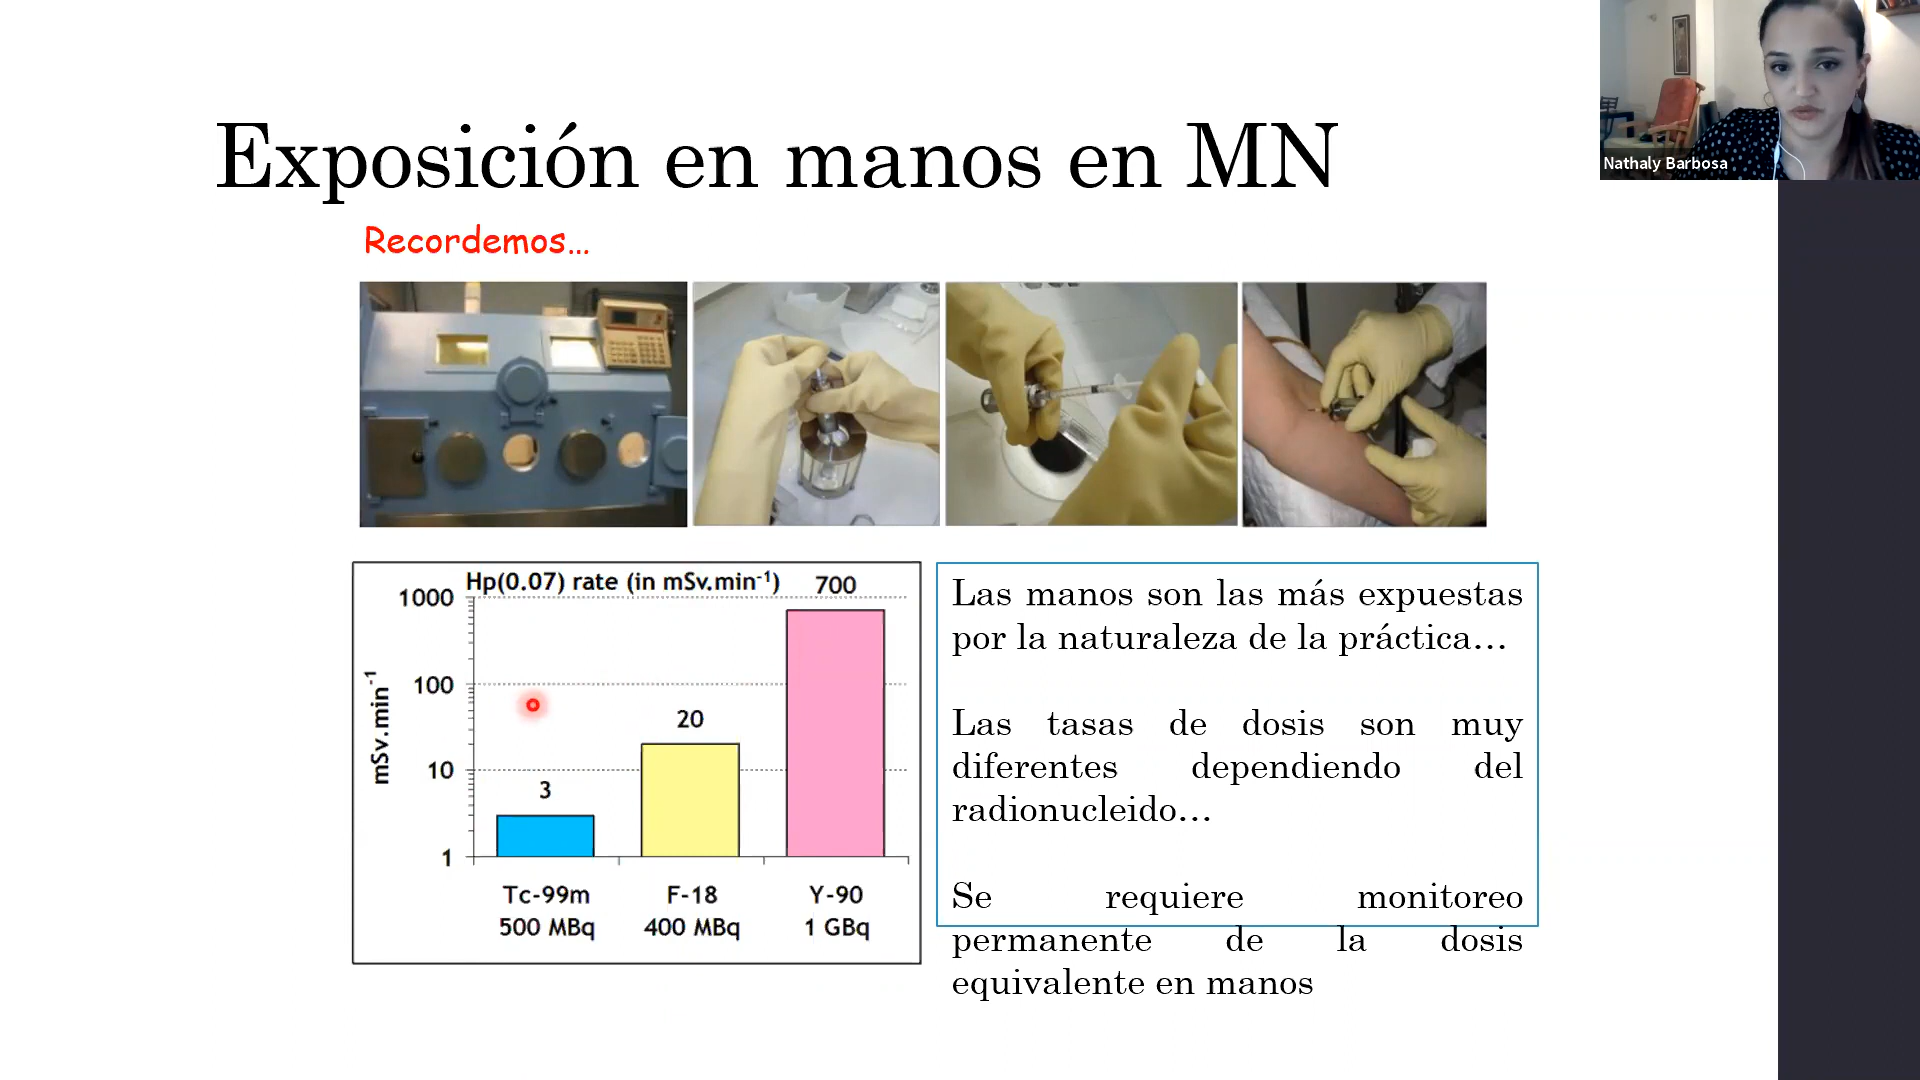 Exposición en manos en MN
Nathaly Barbosa
Recordemos...
Hp(0.07) rate (in mSv.min⁻¹)
mSv.min⁻¹
1000
100
10
1
3
20
700
Tc-99m
500 MBq
F-18
400 MBq
Y-90
1 GBq
Las manos son las más expuestas
por la naturaleza de la práctica...
Las tasas de dosis son muy
diferentes dependiendo del
radionucleido...
Se requiere monitoreo
permanente de la dosis
equivalente en manos